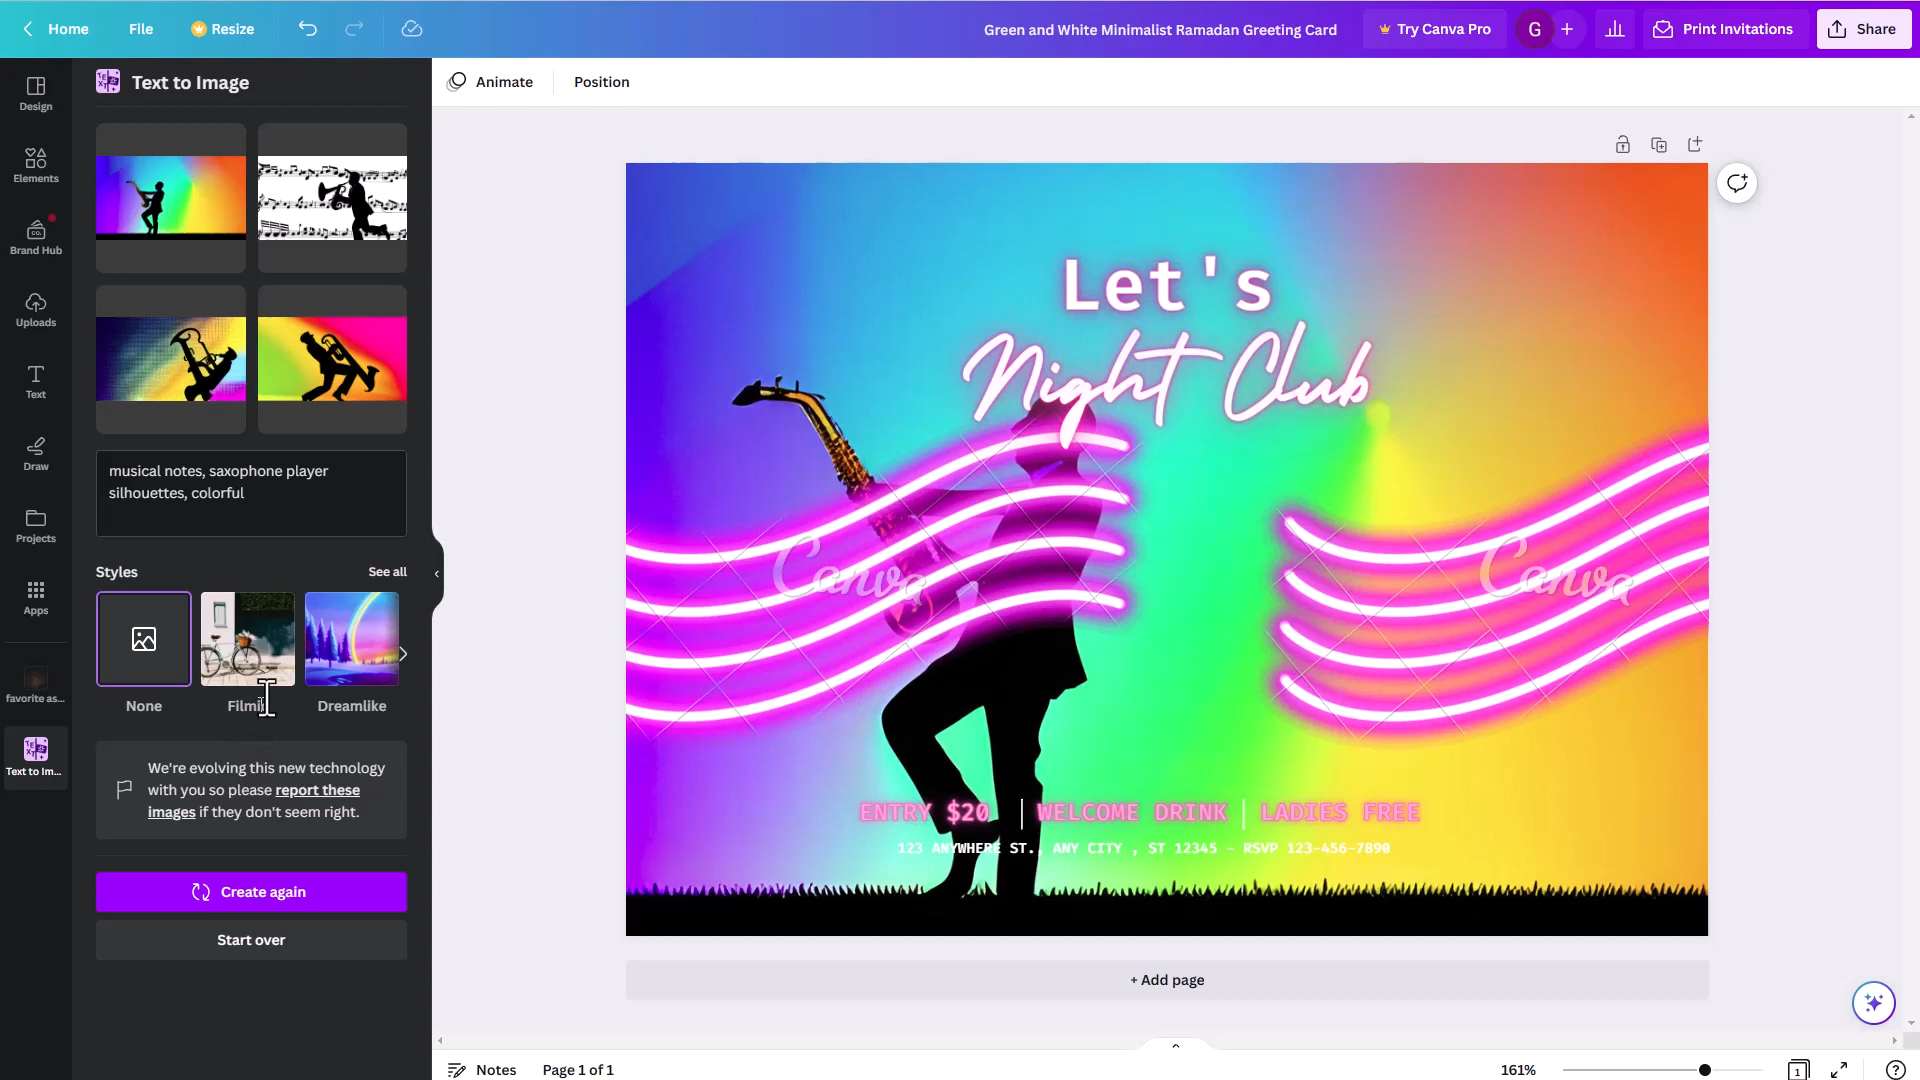 Home File Resize Green and White Minimalist Ramadan Greeting Card Try Canva Pro G + Print Invitations Share
Text to Image
Animate Position
Design
Elements
Brand Hub
Uploads
Text
Draw
Projects
Apps
favorite as...
Text to Im...
musical notes, saxophone player
silhouettes, colorful
Styles See all
None Filmic Dreamlike
We're evolving this new technology
with you so please report these
images if they don't seem right.
Create again
Start over
Let's
Night Club
Canva Canva
ENTRY $20 | WELCOME DRINK | LADIES FREE
123 ANYWHERE ST., ANY CITY , ST 12345 - RSVP 123-456-7890
+ Add page
Notes Page 1 of 1 161% 1 ?